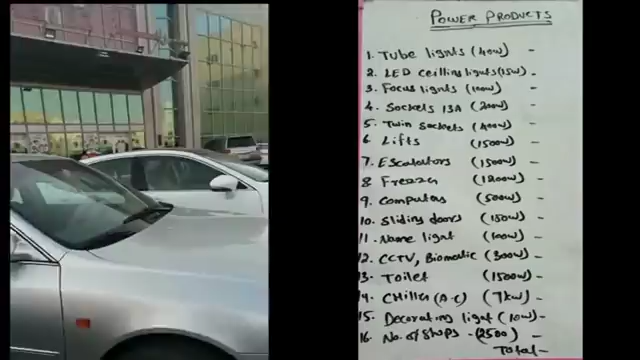 POWER PRODUCTS
1. Tube lights (40W) -
2. LED ceilling lights (15W) -
3. Focus lights (100W) -
4. Sockets 13A (200W) -
5. Twin sockets (400W) -
6. Lifts (1500W) -
7. Escalators (1500W) -
8. Freezer (1200W) -
9. Computers (500W) -
10. Sliding doors (150W) -
11. Name light (100W) -
12. CCTV, Biometic (300W) -
13. Toilet (1500W) -
14. Chiller (A-C) (7KW) -
15. Decorating light (10W) -
16. No. of Shops - (2500) -
Total -